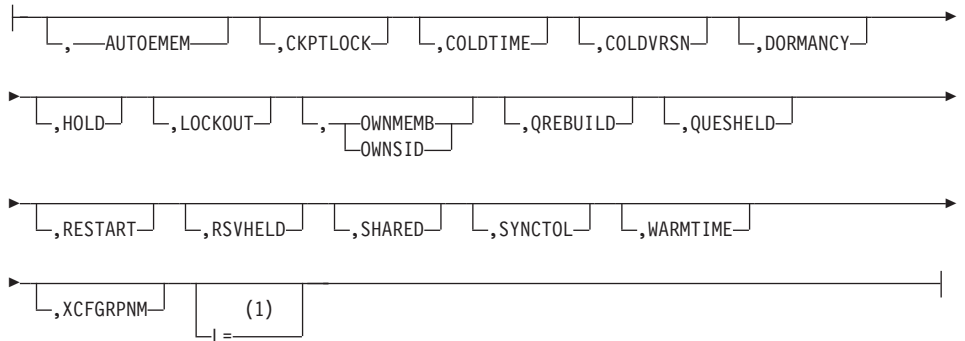 ,AUTOEMEM ,CKPTLOCK ,COLDTIME ,COLDVRSN ,DORMANCY
,HOLD ,LOCKOUT ,OWNMEMB ,QREBUILD ,QUESHELD
OWNSID
,RESTART ,RSVHELD ,SHARED ,SYNCTOL ,WARMTIME
,XCFGRPNM (1)
L=